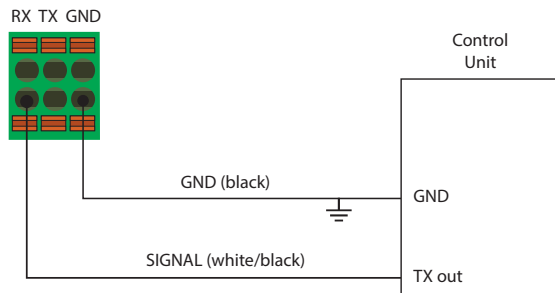 RX TX GND
Control
Unit
GND (black)
GND
SIGNAL (white/black)
TX out